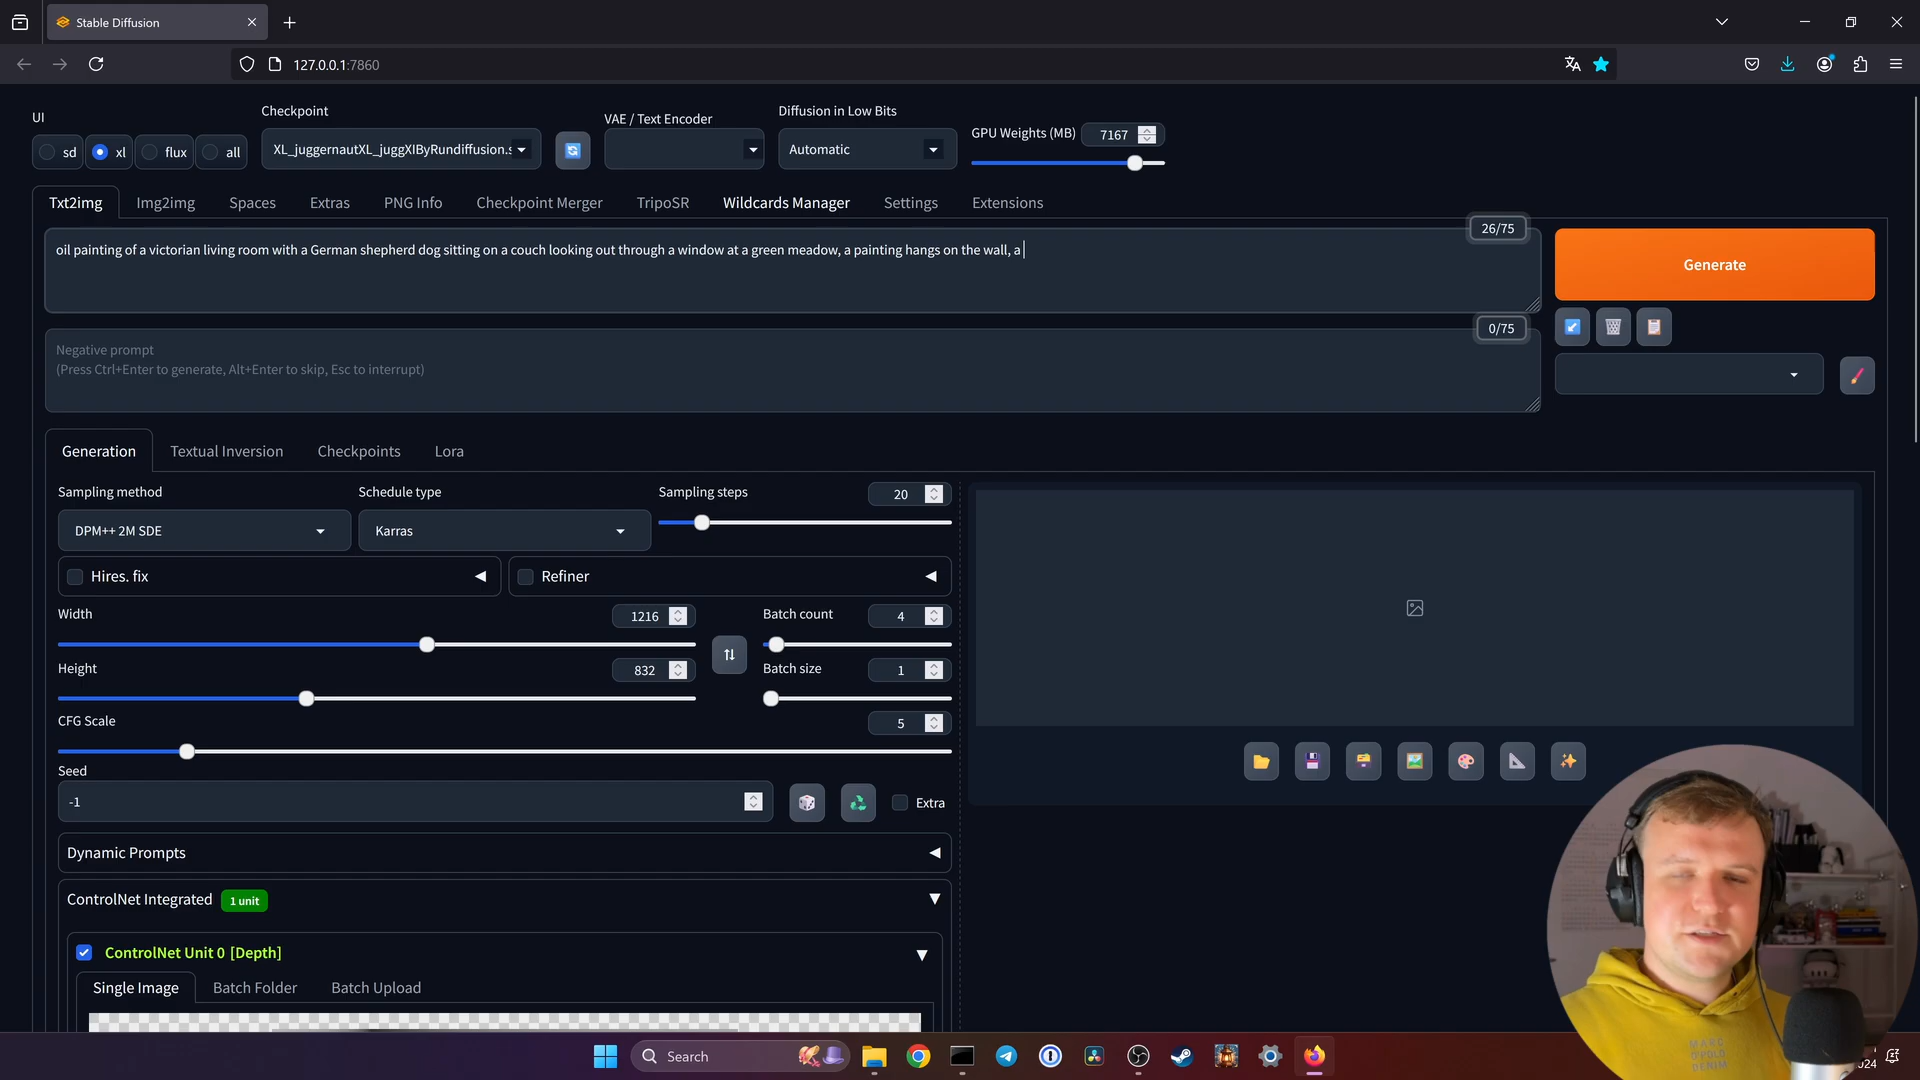 Stable Diffusion
127.0.0.1:7860
UI
Checkpoint
VAE / Text Encoder
Diffusion in Low Bits
GPU Weights (MB)
7167
sd
xl
flux
all
XL_juggernautXL_juggXIByRundiffusion.s
Automatic
Txt2img
Img2img
Spaces
Extras
PNG Info
Checkpoint Merger
TripoSR
Wildcards Manager
Settings
Extensions
26/75
oil painting of a victorian living room with a German shepherd dog sitting on a couch looking out through a window at a green meadow, a painting hangs on the wall, a
Generate
0/75
Negative prompt
(Press Ctrl+Enter to generate, Alt+Enter to skip, Esc to interrupt)
Generation
Textual Inversion
Checkpoints
Lora
Sampling method
Schedule type
Sampling steps
20
DPM++ 2M SDE
Karras
Hires. fix
Refiner
Width
1216
Batch count
4
Height
832
Batch size
1
CFG Scale
5
Seed
-1
Extra
Dynamic Prompts
ControlNet Integrated
1 unit
ControlNet Unit 0 [Depth]
Single Image
Batch Folder
Batch Upload
Search
MARC
O'POLO
DENIM